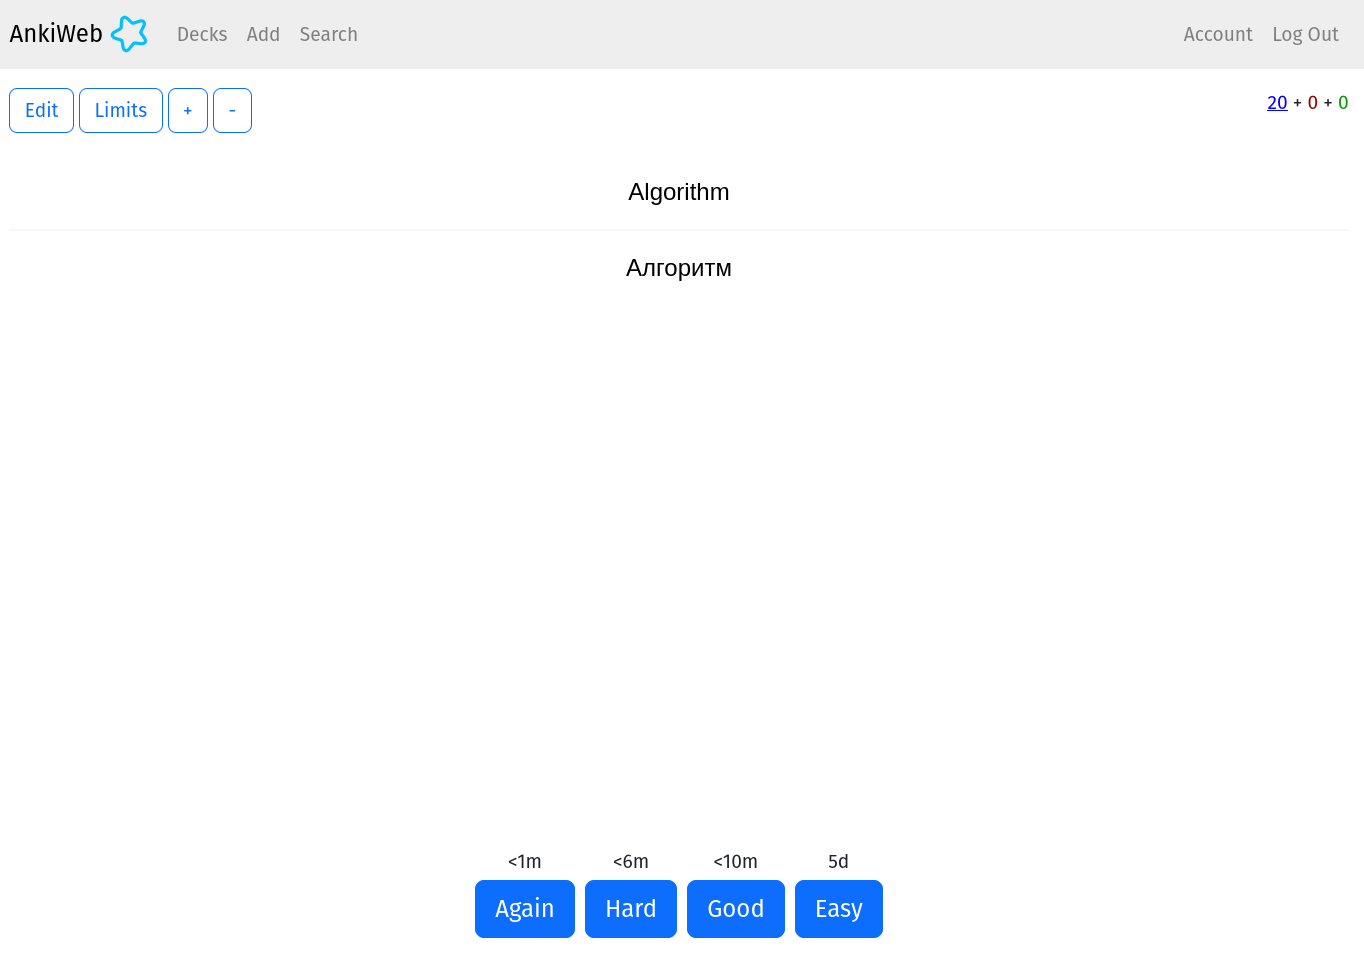 AnkiWeb Decks Add Search Account Log Out
Edit Limits + - 20 + 0 + 0
Algorithm
Алгоритм
<1m <6m <10m 5d
Again Hard Good Easy